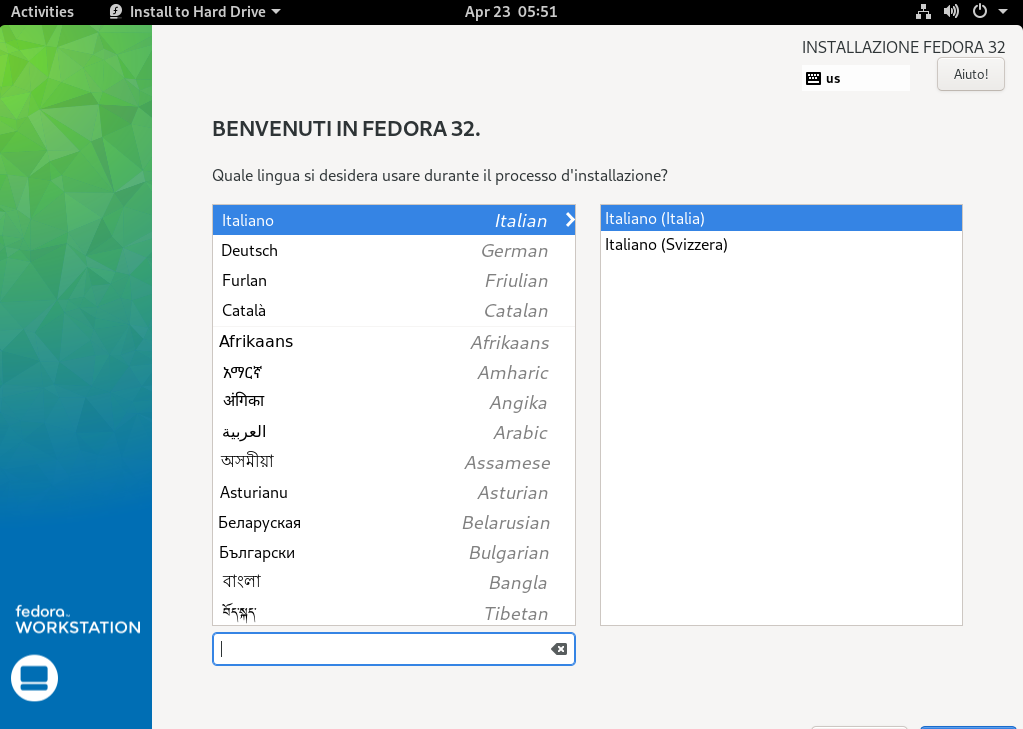 Activities Install to Hard Drive Apr 23 05:51
INSTALLAZIONE FEDORA 32
us Aiuto!
BENVENUTI IN FEDORA 32.
Quale lingua si desidera usare durante il processo d'installazione?
Italiano Italian
Deutsch German
Furlan Friulian
Català Catalan
Afrikaans Afrikaans
አማርኛ Amharic
अंगिका Angika
العربية Arabic
অসমীয়া Assamese
Asturianu Asturian
Беларуская Belarusian
Български Bulgarian
বাংলা Bangla
བོད་སྐད་ Tibetan
Italiano (Italia)
Italiano (Svizzera)
fedora
WORKSTATION